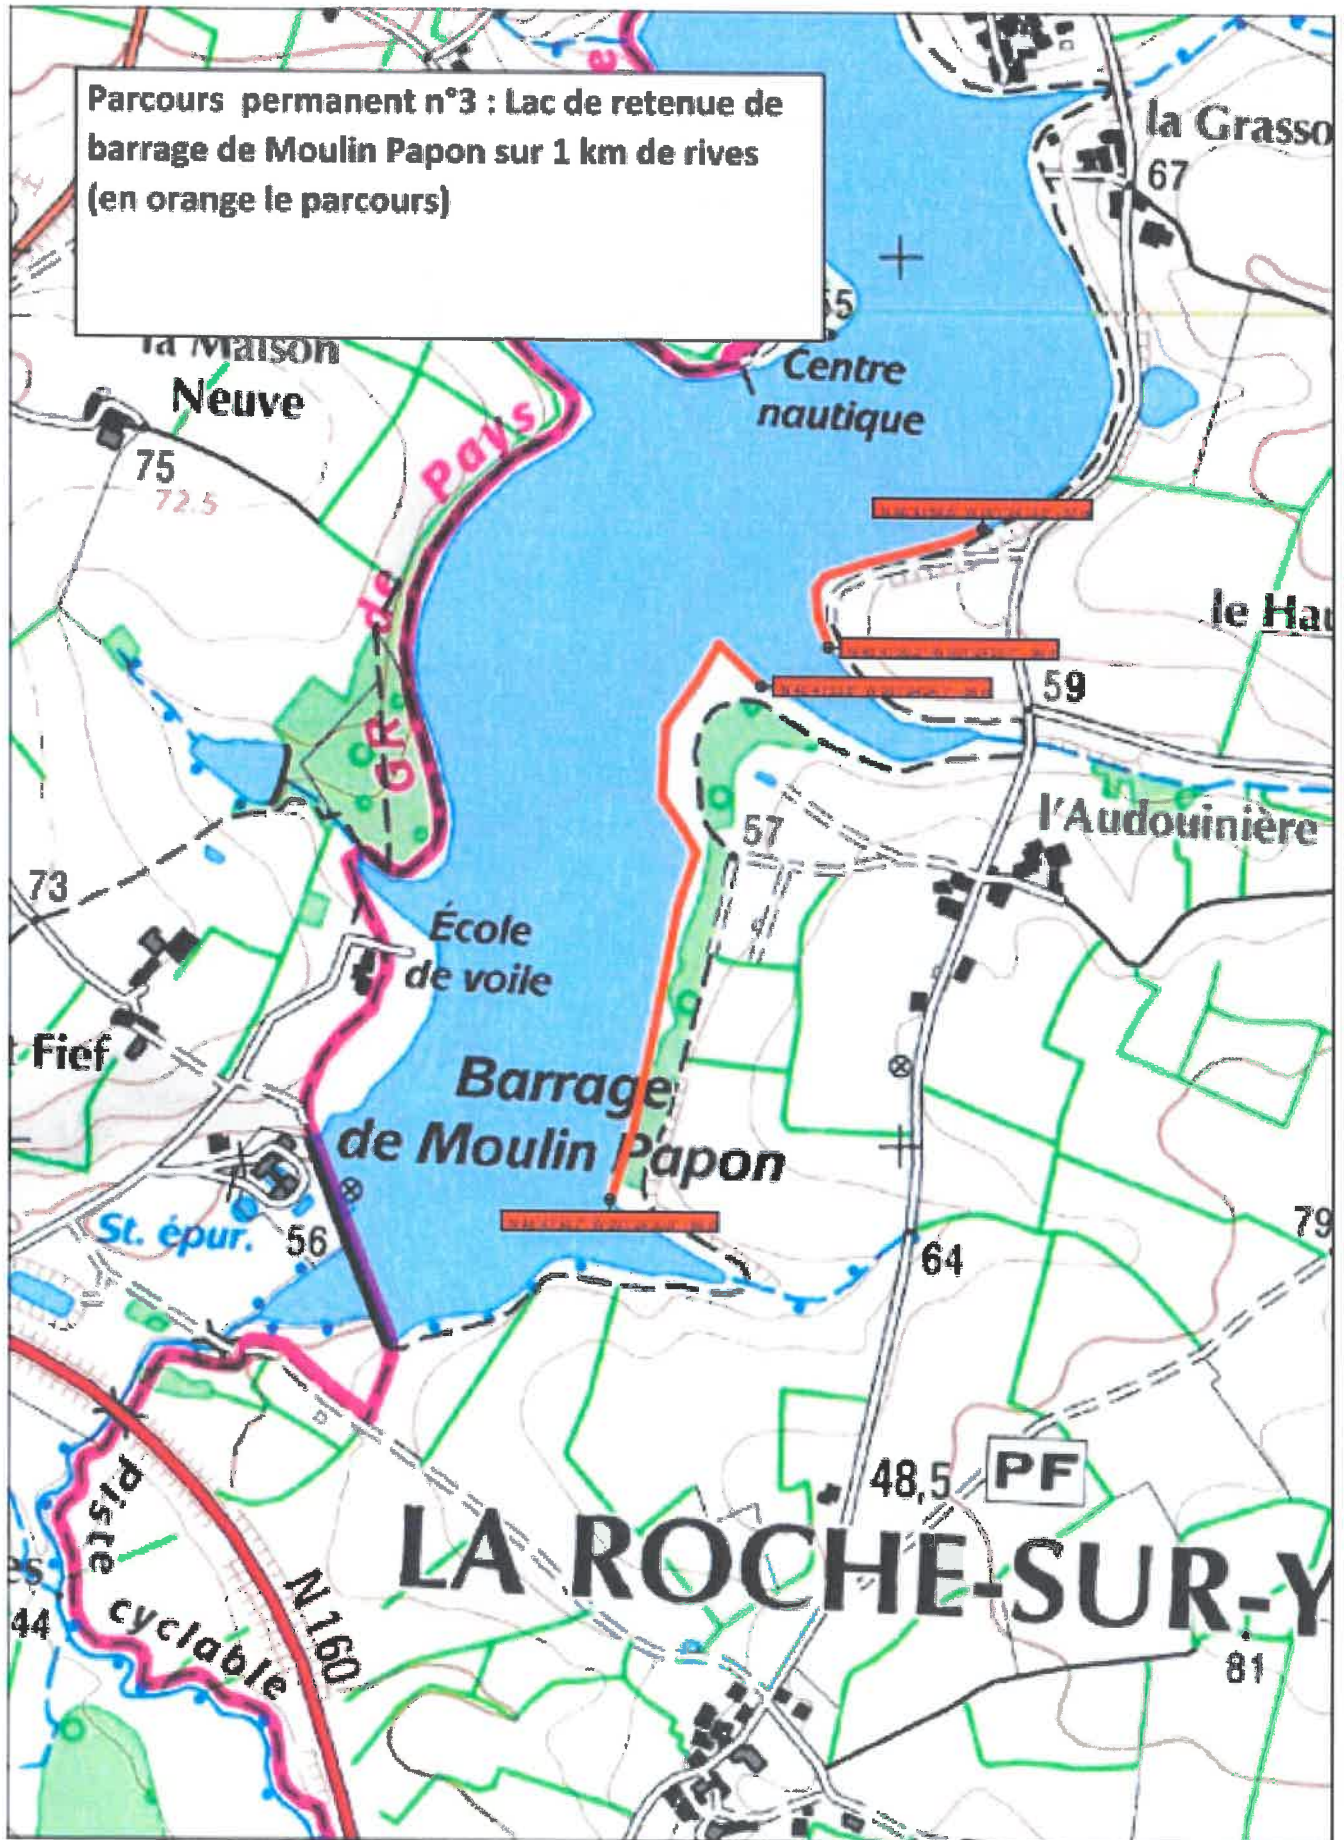 Parcours permanent n°3 : Lac de retenue de
barrage de Moulin Papon sur 1 km de rives
(en orange le parcours)
e
la Grasso
67
55
Centre
nautique
la Maison
Neuve
75
72.5
GR de Pays
le Hau
59
l'Audouinière
57
73
École
de voile
Fief
Barrage
de Moulin Papon
St. épur.
56
64
79
piste
cyclable
48,5
PF
LA ROCHE-SUR-Y
N 160
es
44
81